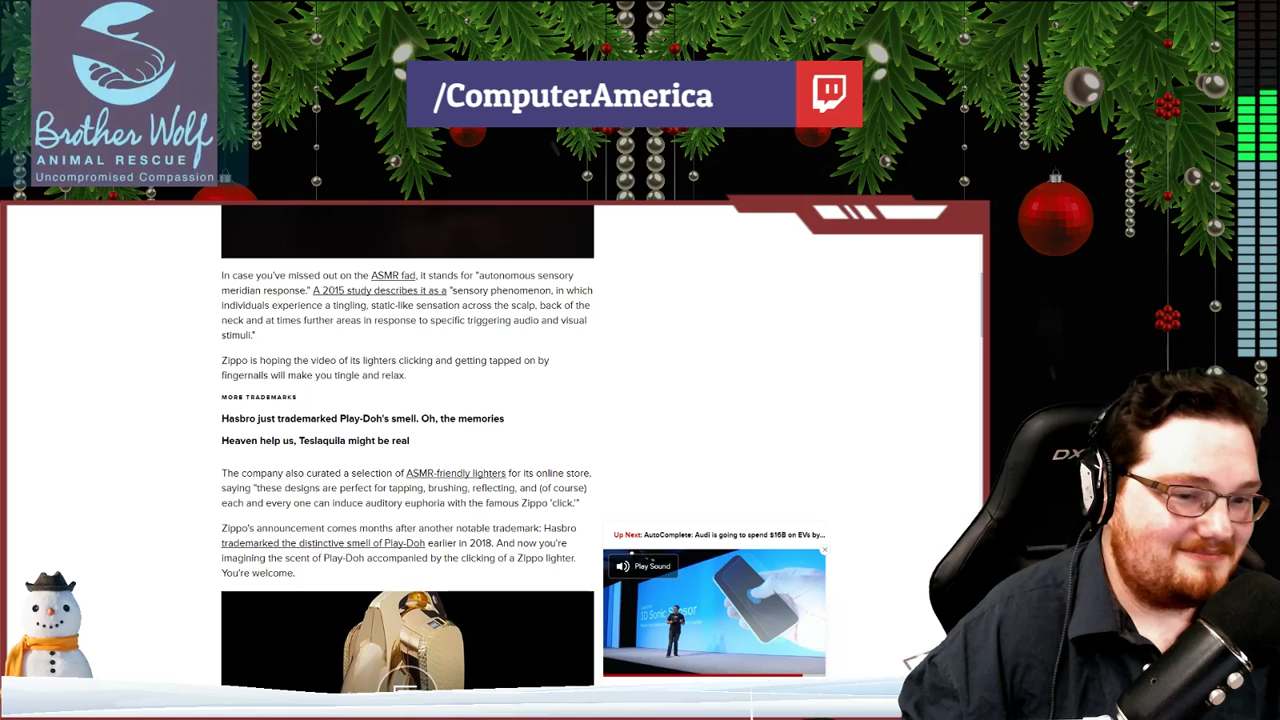 Brother Wolf
ANIMAL RESCUE
Uncompromised Compassion
/ComputerAmerica
In case you've missed out on the ASMR fad, it stands for "autonomous sensory
meridian response." A 2015 study describes it as a "sensory phenomenon, in which
individuals experience a tingling, static-like sensation across the scalp, back of the
neck and at times further areas in response to specific triggering audio and visual
stimuli."
Zippo is hoping the video of its lighters clicking and getting tapped on by
fingernails will make you tingle and relax.
MORE TRADEMARKS
Hasbro just trademarked Play-Doh's smell. Oh, the memories
Heaven help us, Teslaquila might be real
The company also curated a selection of ASMR-friendly lighters for its online store,
saying "these designs are perfect for tapping, brushing, reflecting, and (of course)
each and every one can induce auditory euphoria with the famous Zippo 'click.'"
Zippo's announcement comes months after another notable trademark: Hasbro
trademarked the distinctive smell of Play-Doh earlier in 2018. And now you're
imagining the scent of Play-Doh accompanied by the clicking of a Zippo lighter.
You're welcome.
Up Next: AutoComplete: Audi is going to spend $16B on EVs by...
Play Sound
ID Sonic Sensor
DX